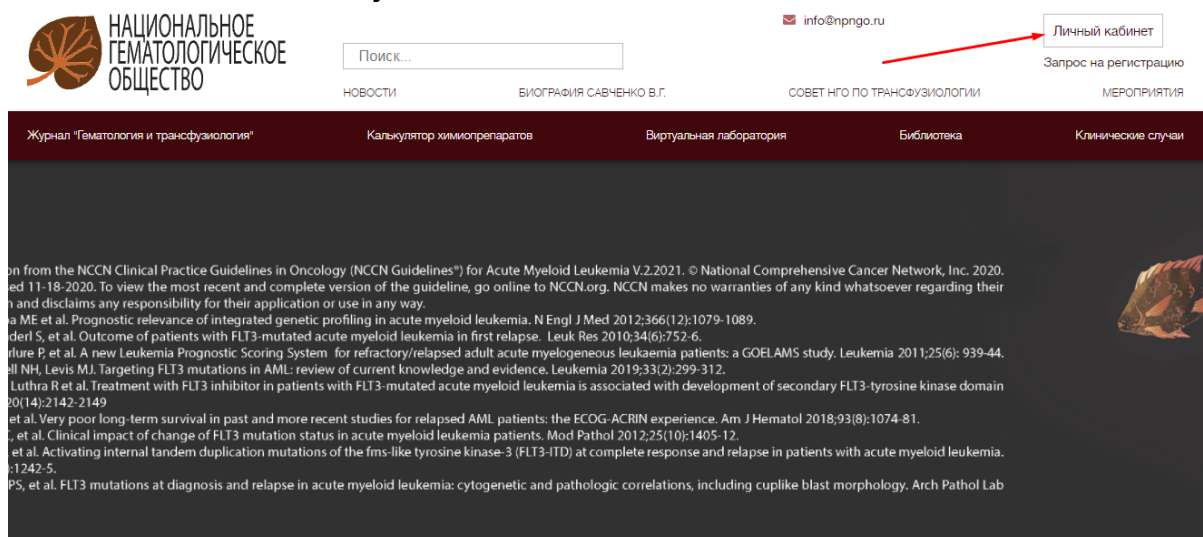 НАЦИОНАЛЬНОЕ
ГЕМАТОЛОГИЧЕСКОЕ
ОБЩЕСТВО
info@npngo.ru
Личный кабинет
Поиск...
Запрос на регистрацию
НОВОСТИ БИОГРАФИЯ САВЧЕНКО В.Г. СОВЕТ НГО ПО ТРАНСФУЗИОЛОГИИ МЕРОПРИЯТИЯ
Журнал "Гематология и трансфузиология" Калькулятор химиопрепаратов Виртуальная лаборатория Библиотека Клинические случаи
on from the NCCN Clinical Practice Guidelines in Oncology (NCCN Guidelines®) for Acute Myeloid Leukemia V.2.2021. © National Comprehensive Cancer Network, Inc. 2020.
ed 11-18-2020. To view the most recent and complete version of the guideline, go online to NCCN.org. NCCN makes no warranties of any kind whatsoever regarding their
n and disclaims any responsibility for their application or use in any way.
a ME et al. Prognostic relevance of integrated genetic profiling in acute myeloid leukemia. N Engl J Med 2012;366(12):1079-1089.
derl S, et al. Outcome of patients with FLT3-mutated acute myeloid leukemia in first relapse. Leuk Res 2010;34(6):752-6.
rlure P, et al. A new Leukemia Prognostic Scoring System for refractory/relapsed adult acute myelogeneous leukaemia patients: a GOELAMS study. Leukemia 2011;25(6): 939-44.
ell NH, Levis MJ. Targeting FLT3 mutations in AML: review of current knowledge and evidence. Leukemia 2019;33(2):299-312.
Luthra R et al. Treatment with FLT3 inhibitor in patients with FLT3-mutated acute myeloid leukemia is associated with development of secondary FLT3-tyrosine kinase domain
20(14):2142-2149
et al. Very poor long-term survival in past and more recent studies for relapsed AML patients: the ECOG-ACRIN experience. Am J Hematol 2018;93(8):1074-81.
, et al. Clinical impact of change of FLT3 mutation status in acute myeloid leukemia patients. Mod Pathol 2012;25(10):1405-12.
et al. Activating internal tandem duplication mutations of the fms-like tyrosine kinase-3 (FLT3-ITD) at complete response and relapse in patients with acute myeloid leukemia.
):1242-5.
PS, et al. FLT3 mutations at diagnosis and relapse in acute myeloid leukemia: cytogenetic and pathologic correlations, including cuplike blast morphology. Arch Pathol Lab